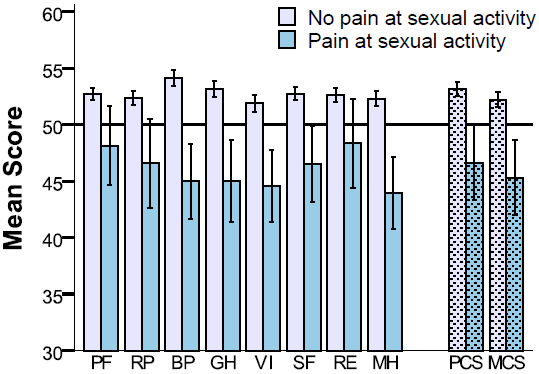 No pain at sexual activity
Pain at sexual activity
Mean Score
60
55
50
45
40
35
30
PF RP BP GH VI SF RE MH PCS MCS